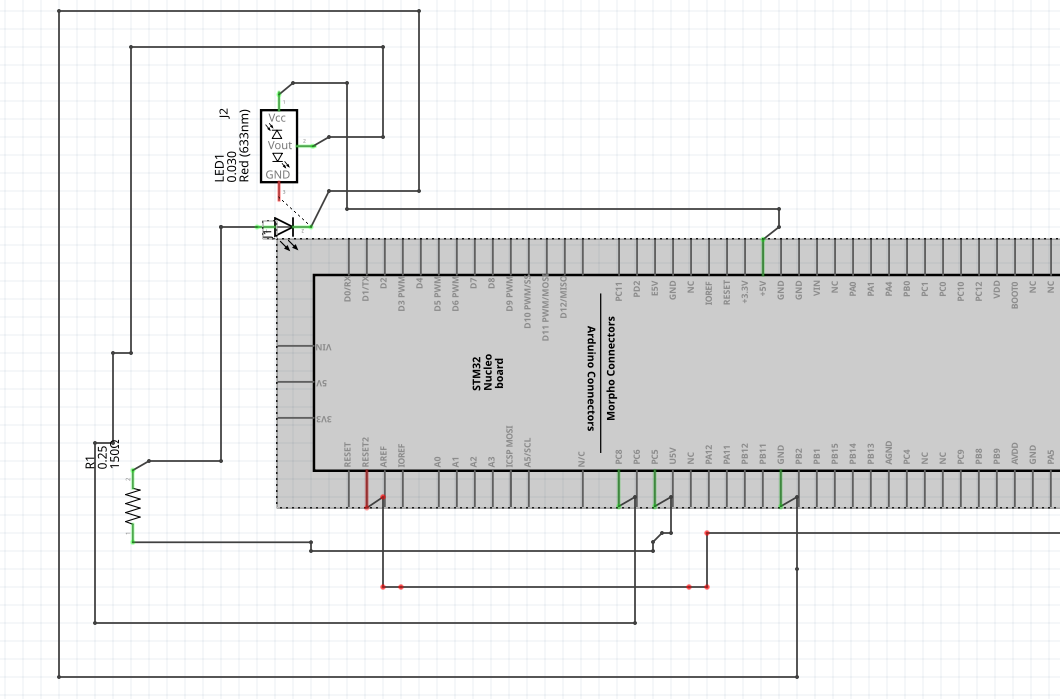 J2
Vcc
Vout
GND
LED1
0.030
Red (633nm)
D0/RX
D1/TX
D2
D3 PWM
D4
D5 PWM
D6 PWM
D7
D8
D9 PWM
D10 PWM/SS
D11 PWM/MOSI
D12/MISO
PC11
PD2
E5V
GND
NC
IOREF
RESET
+3.3V
+5V
GND
GND
VIN
NC
PA0
PA1
PA4
PB0
PC1
PC0
PC10
PC12
VDD
BOOT0
NC
NC
VIN
5V
3V3
STM32
Nucleo
board
Arduino Connectors
Morpho Connectors
R1
0.25
150Ω
RESET
RESET2
AREF
IOREF
A0
A1
A2
A3
ICSP MOSI
A5/SCL
N/C
PC8
PC6
PC5
U5V
NC
PA12
PA11
PB12
PB11
GND
PB2
PB1
PB15
PB14
PB13
AGND
PC4
NC
NC
PC9
PB8
PB9
AVDD
GND
PA5